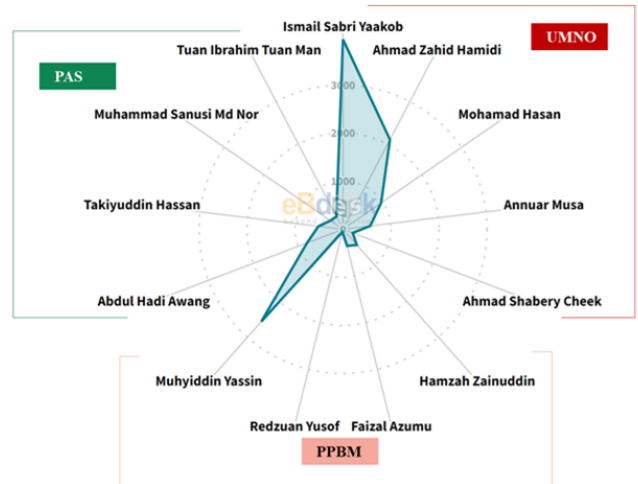 Ismail Sabri Yaakob
UMNO
Tuan Ibrahim Tuan Man
Ahmad Zahid Hamidi
PAS
3000
Muhammad Sanusi Md Nor
Mohamad Hasan
2000
1000
Takiyuddin Hassan
eBdesk
Annuar Musa
0
Abdul Hadi Awang
Ahmad Shabery Cheek
Muhyiddin Yassin
Hamzah Zainuddin
Redzuan Yusof
Faizal Azumu
PPBM